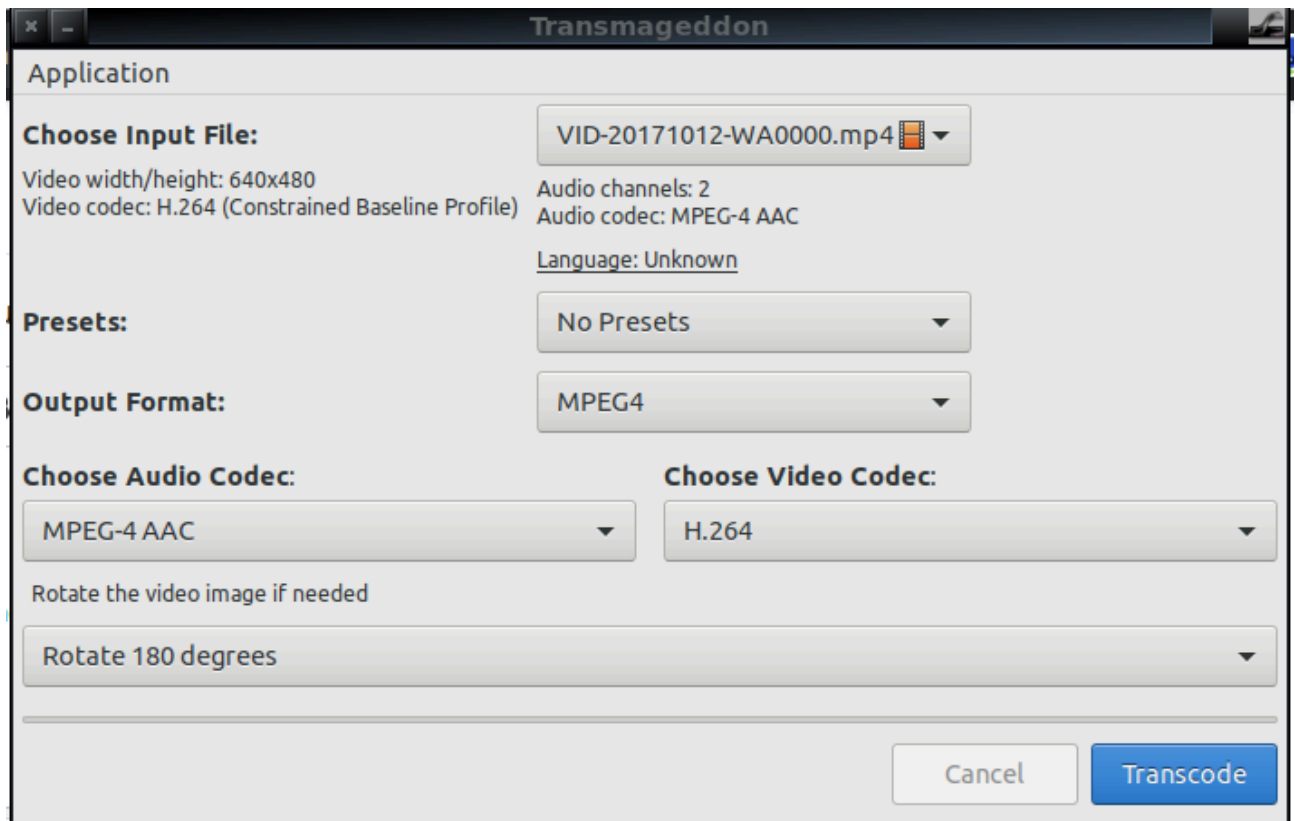 Transmageddon
Application
Choose Input File:
VID-20171012-WA0000.mp4
Video width/height: 640x480
Video codec: H.264 (Constrained Baseline Profile)
Audio channels: 2
Audio codec: MPEG-4 AAC
Language: Unknown
Presets:
No Presets
Output Format:
MPEG4
Choose Audio Codec:
Choose Video Codec:
MPEG-4 AAC
H.264
Rotate the video image if needed
Rotate 180 degrees
Cancel
Transcode